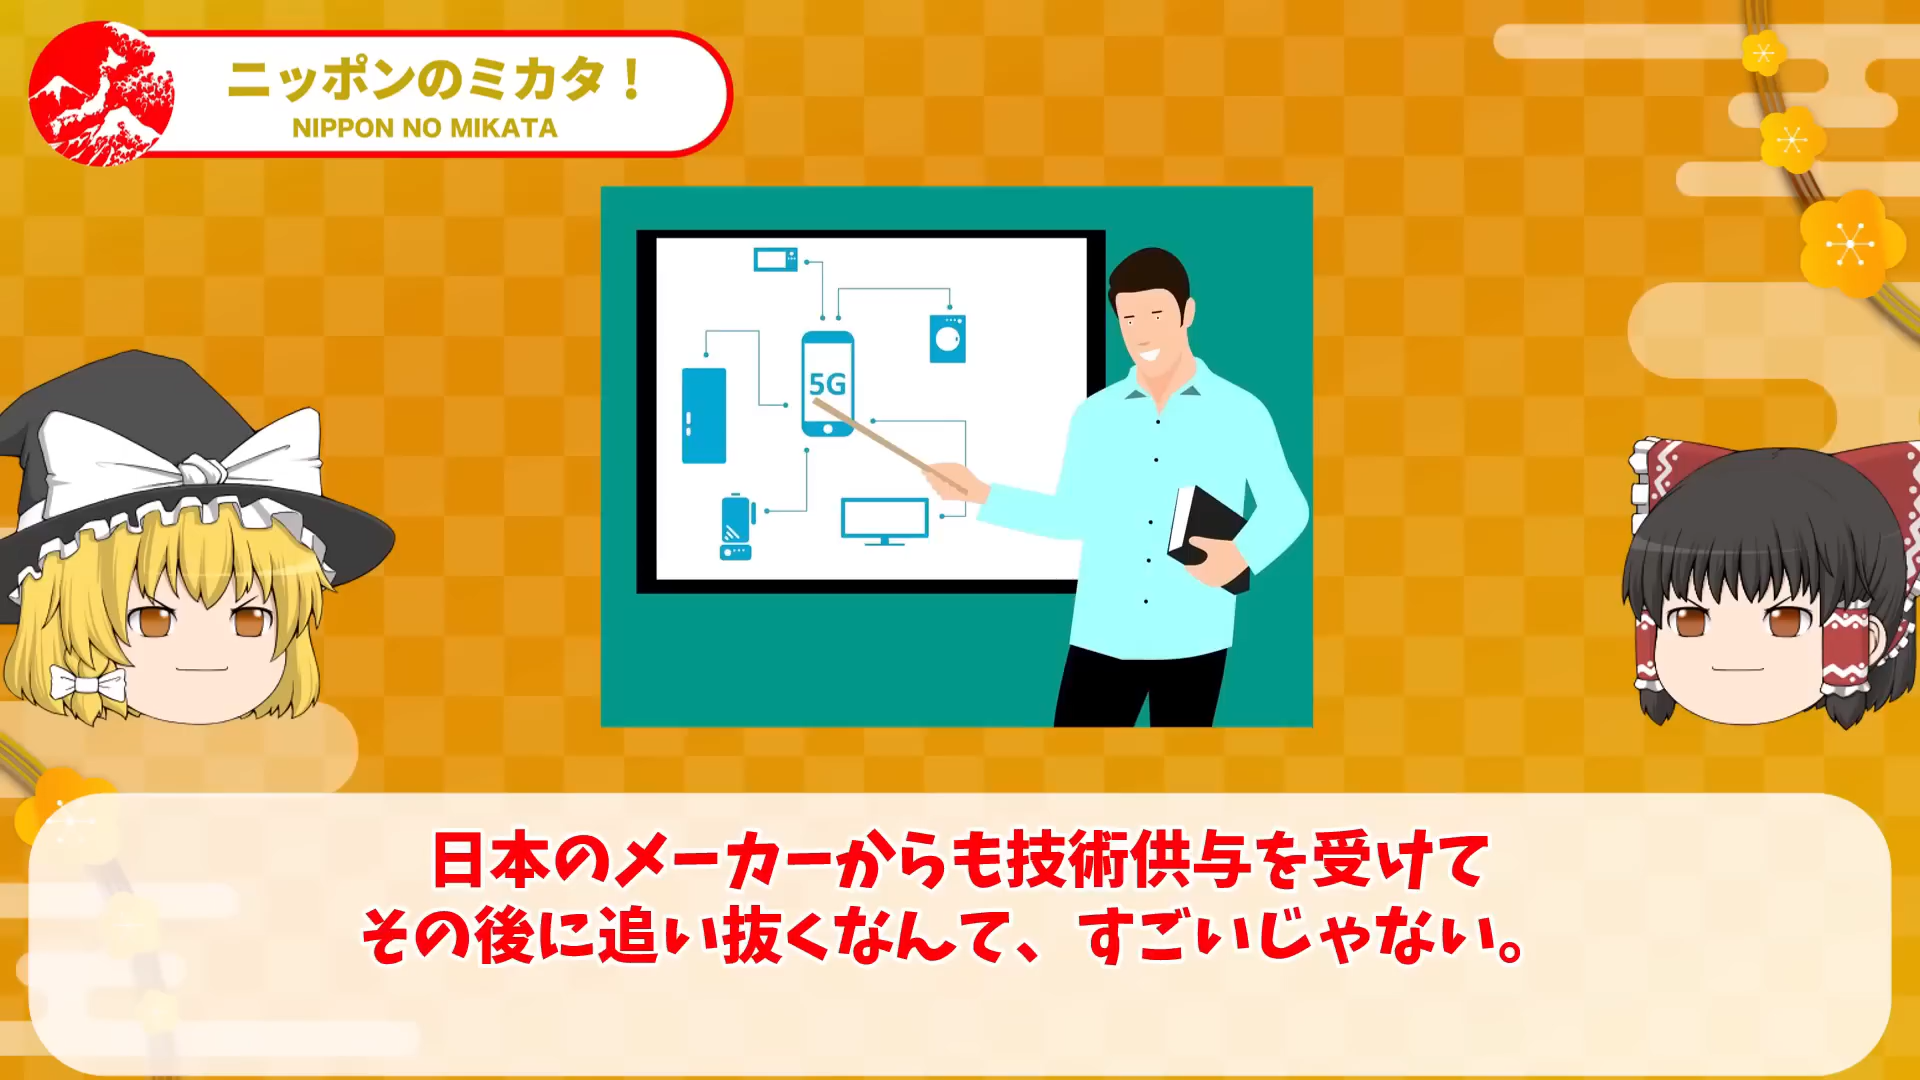 ニッポンのミカタ！
NIPPON NO MIKATA
5G
日本のメーカーからも技術供与を受けて
その後に追い抜くなんて、すごいじゃない。